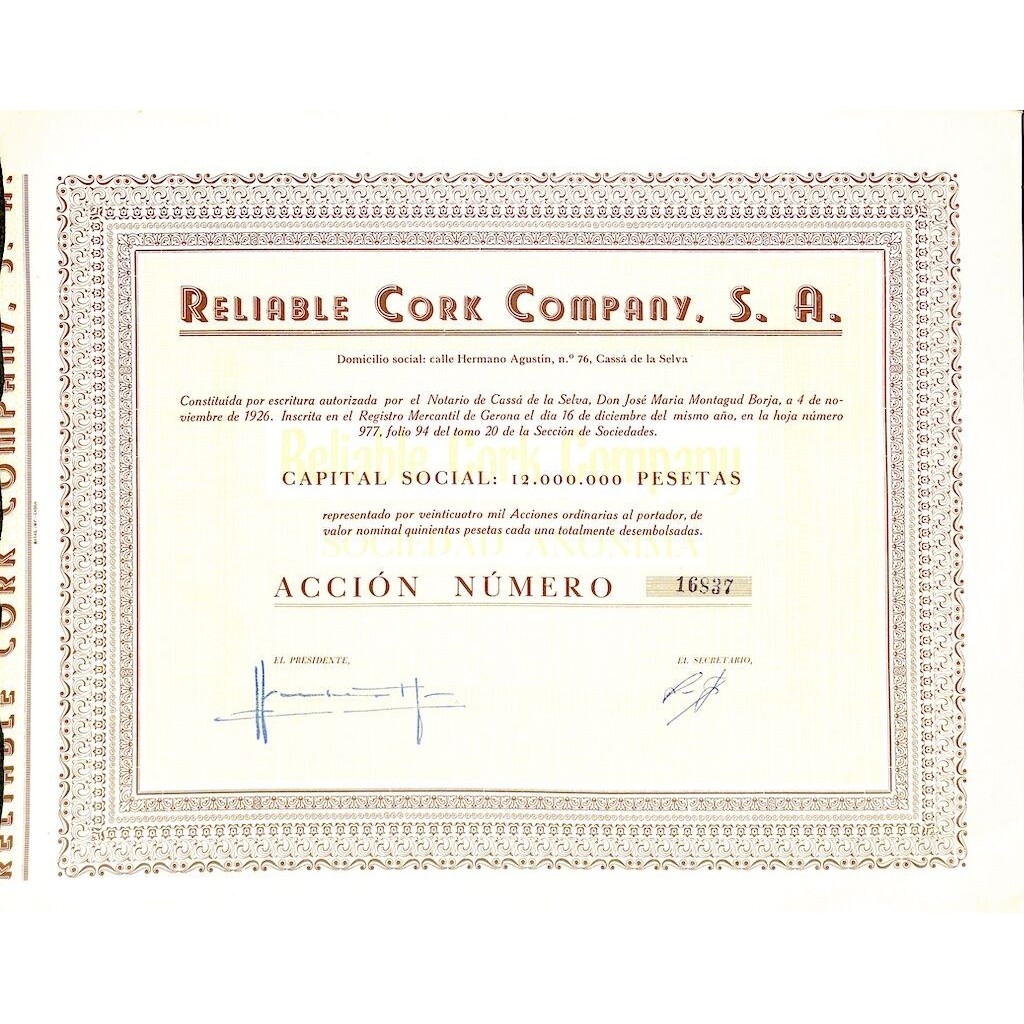 RELIABLE CORK COMPANY, S. A.
Domicilio social: calle Hermano Agustín, n.º 76, Cassá de la Selva
Constituída por escritura autorizada por el Notario de Cassá de la Selva, Don José Maria Montagud Borja, a 4 de no-
viembre de 1926. Inscrita en el Registro Mercantil de Gerona el día 16 de diciembre del mismo año, en la hoja número
977, folio 94 del tomo 20 de la Sección de Sociedades.
Reliable Cork Company
CAPITAL SOCIAL: 12.000.000 PESETAS
representado por veinticuatro mil Acciones ordinarias al portador, de
valor nominal quinientas pesetas cada una totalmente desembolsadas.
SOCIEDAD ANÓNIMA
ACCIÓN NÚMERO 16837
EL PRESIDENTE,
EL SECRETARIO,
RELIABLE CORK COMPANY, S. A.